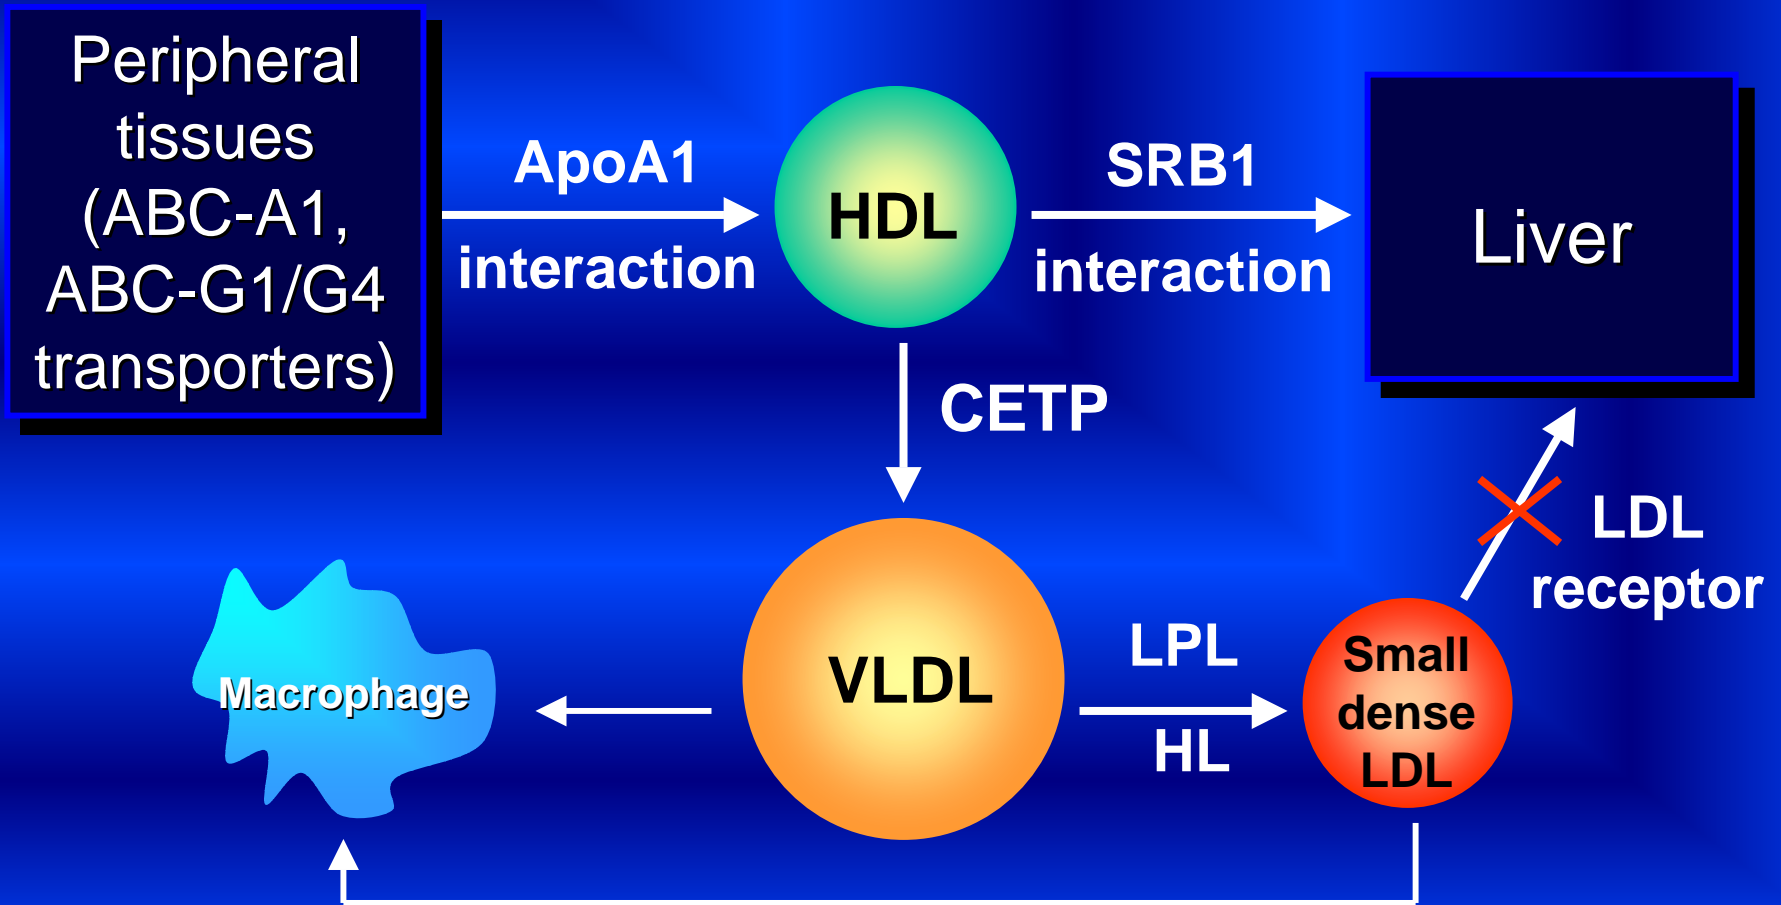 Peripheral
tissues
(ABC-A1,
ABC-G1/G4
transporters)
ApoA1
interaction
HDL
SRB1
interaction
Liver
CETP
LDL
receptor
Macrophage
VLDL
LPL
HL
Small
dense
LDL